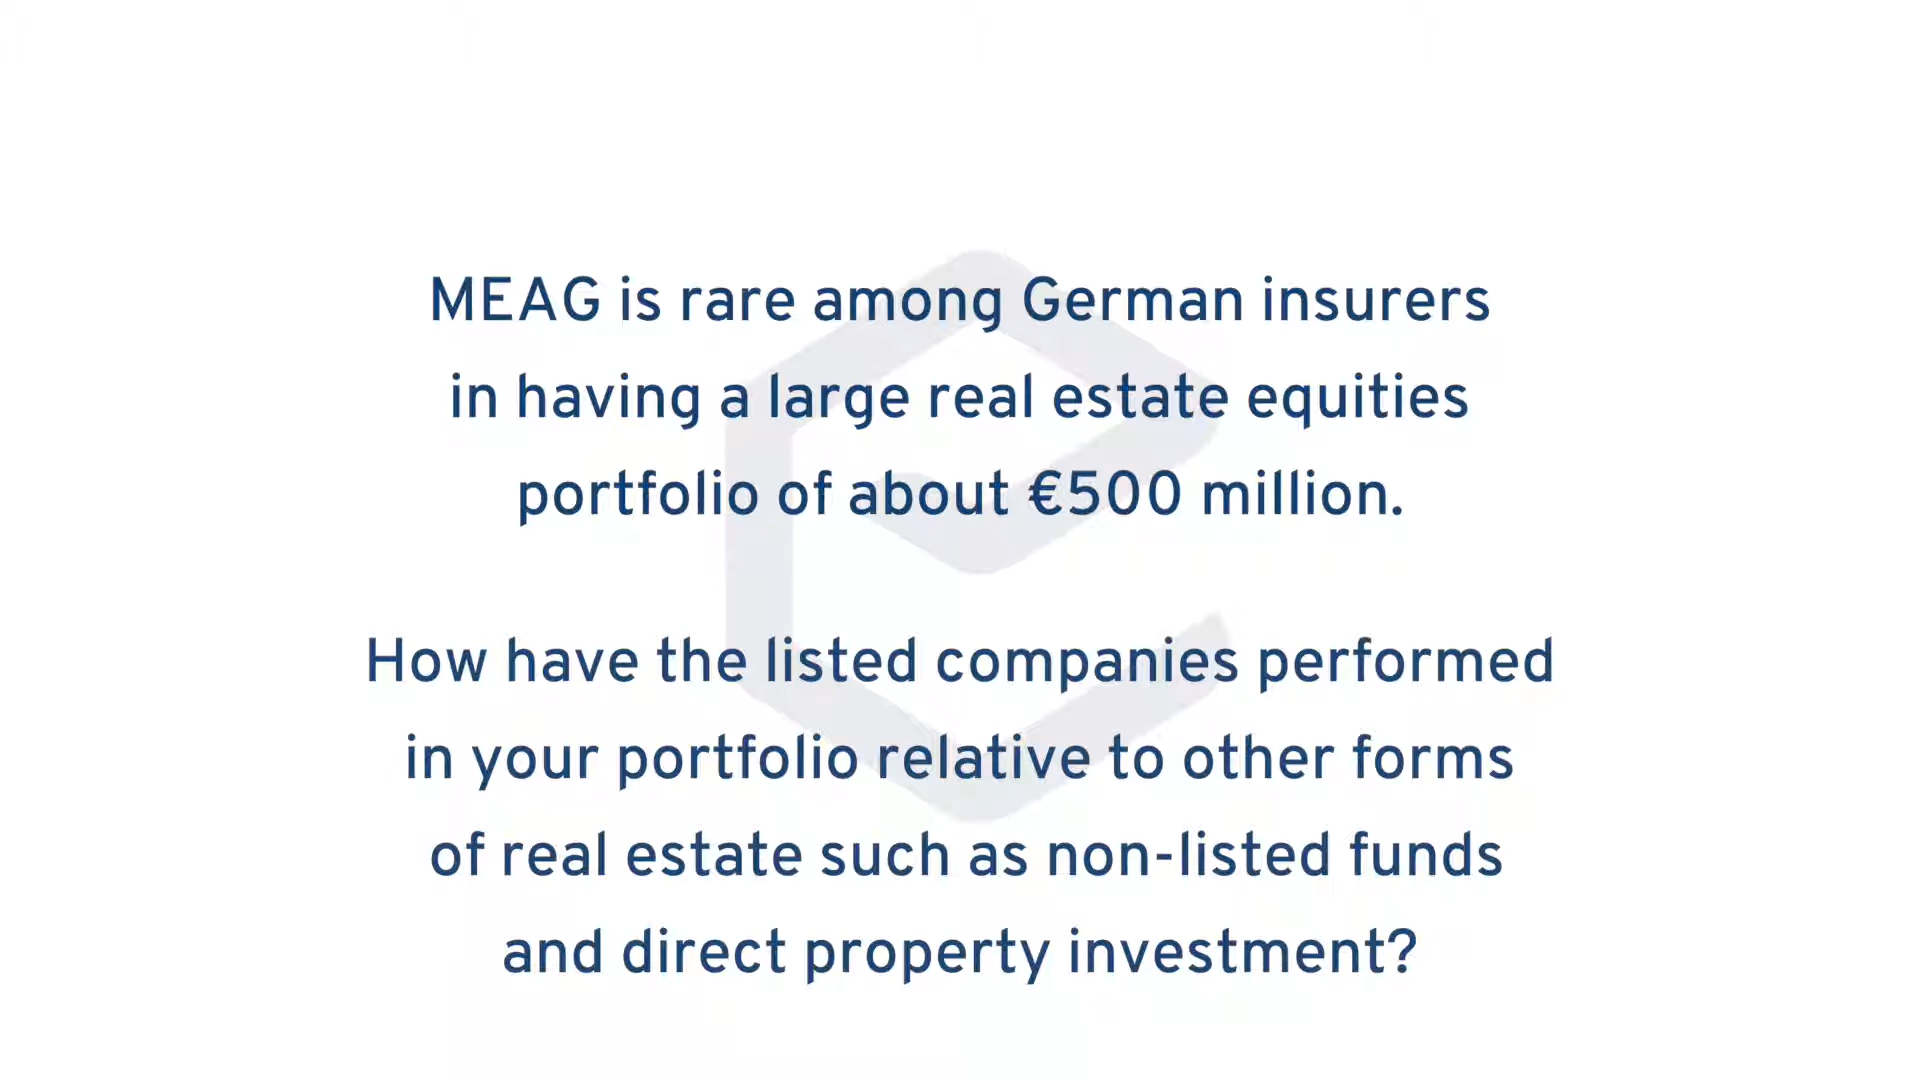 MEAG is rare among German insurers
in having a large real estate equities
portfolio of about €500 million.
How have the listed companies performed
in your portfolio relative to other forms
of real estate such as non-listed funds
and direct property investment?